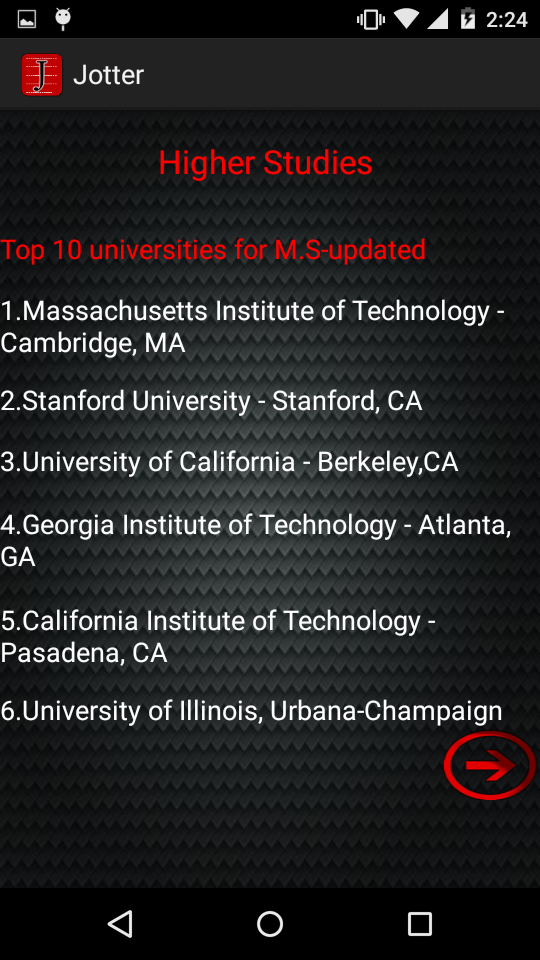 2:24
Jotter
Higher Studies
Top 10 universities for M.S-updated
1.Massachusetts Institute of Technology -
Cambridge, MA
2.Stanford University - Stanford, CA
3.University of California - Berkeley,CA
4.Georgia Institute of Technology - Atlanta,
GA
5.California Institute of Technology -
Pasadena, CA
6.University of Illinois, Urbana-Champaign